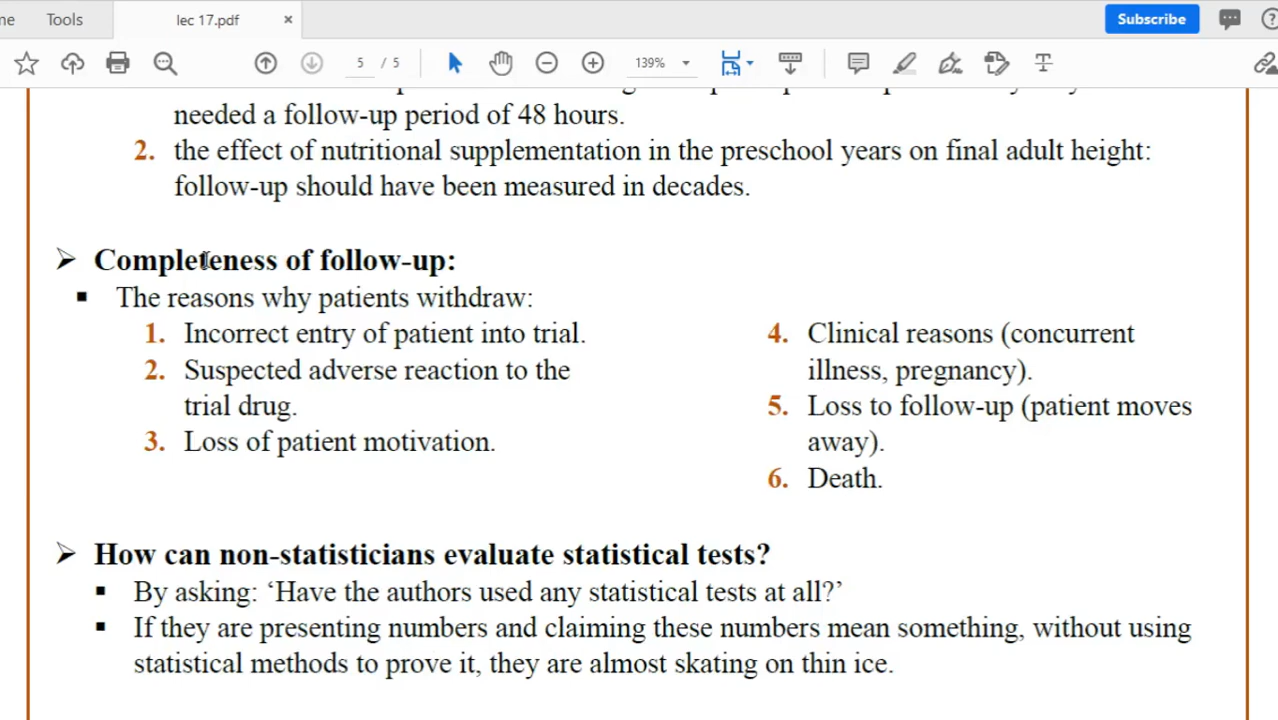 me
Tools
lec 17.pdf
×
Subscribe
5 / 5
139%
needed a follow-up period of 48 hours.
2. the effect of nutritional supplementation in the preschool years on final adult height:
follow-up should have been measured in decades.
➢ Completeness of follow-up:
▪ The reasons why patients withdraw:
1. Incorrect entry of patient into trial.
2. Suspected adverse reaction to the
trial drug.
3. Loss of patient motivation.
4. Clinical reasons (concurrent
illness, pregnancy).
5. Loss to follow-up (patient moves
away).
6. Death.
➢ How can non-statisticians evaluate statistical tests?
▪ By asking: ‘Have the authors used any statistical tests at all?’
▪ If they are presenting numbers and claiming these numbers mean something, without using
statistical methods to prove it, they are almost skating on thin ice.